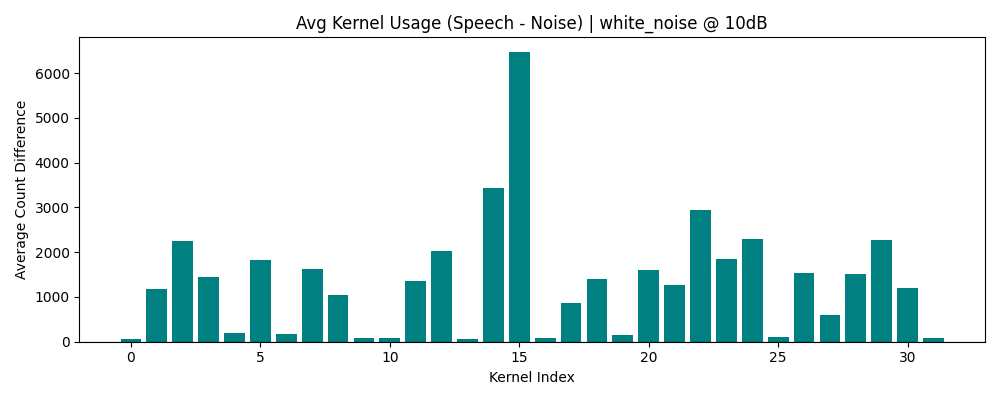 Avg Kernel Usage (Speech - Noise) | white_noise @ 10dB
Average Count Difference
6000
5000
4000
3000
2000
1000
0
0 5 10 15 20 25 30
Kernel Index